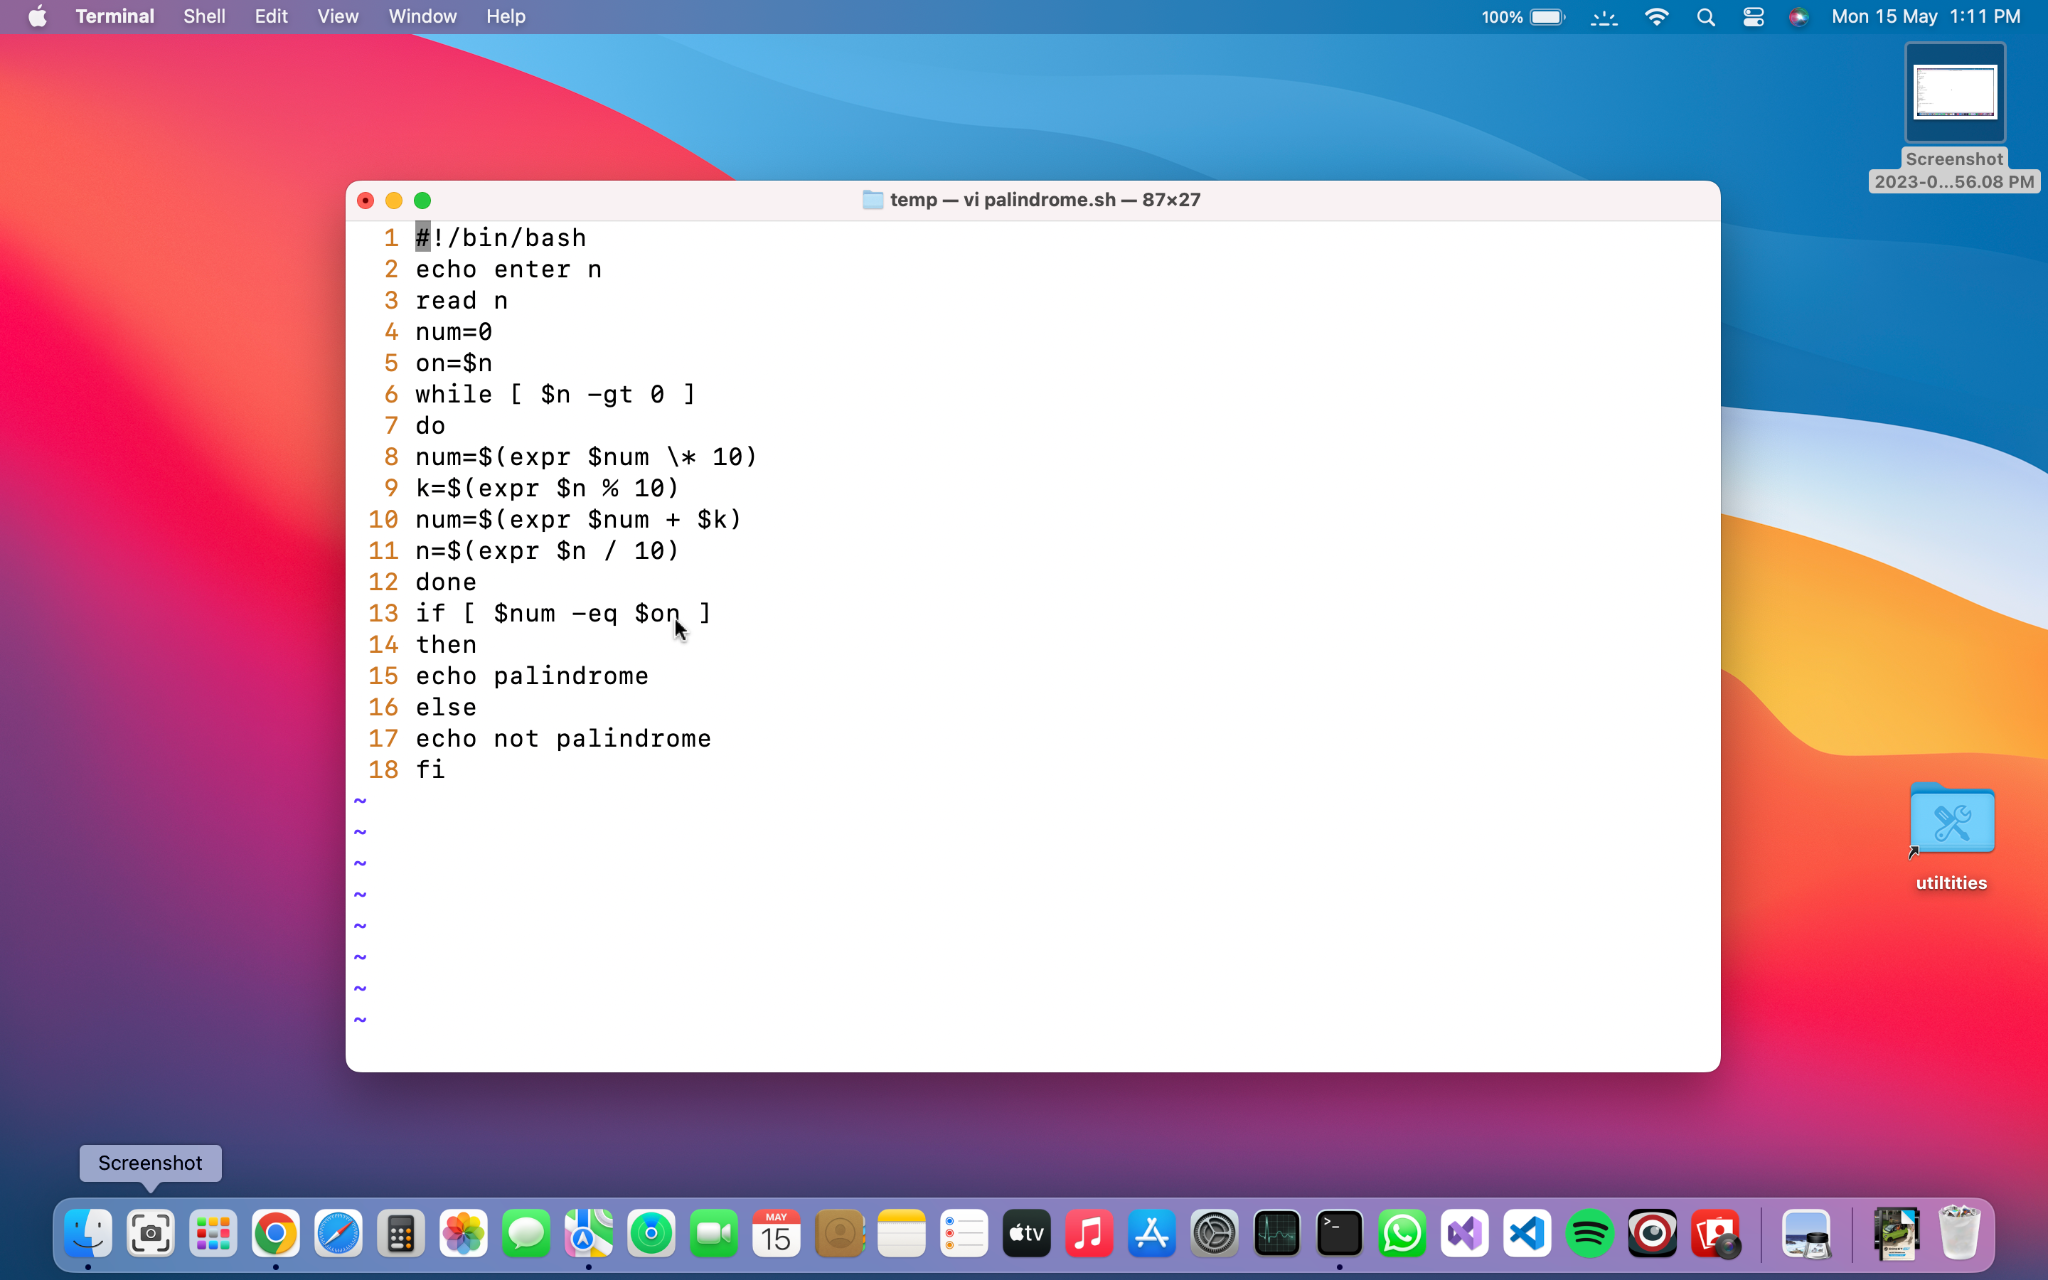 Terminal Shell Edit View Window Help 100% Mon 15 May 1:11 PM
Screenshot
2023-0...56.08 PM
temp — vi palindrome.sh — 87×27
1 #!/bin/bash
2 echo enter n
3 read n
4 num=0
5 on=$n
6 while [ $n -gt 0 ]
7 do
8 num=$(expr $num \* 10)
9 k=$(expr $n % 10)
10 num=$(expr $num + $k)
11 n=$(expr $n / 10)
12 done
13 if [ $num -eq $on ]
14 then
15 echo palindrome
16 else
17 echo not palindrome
18 fi
~
~
~
~
~
~
~
~
utiltities
Screenshot
MAY
15
tv
>_